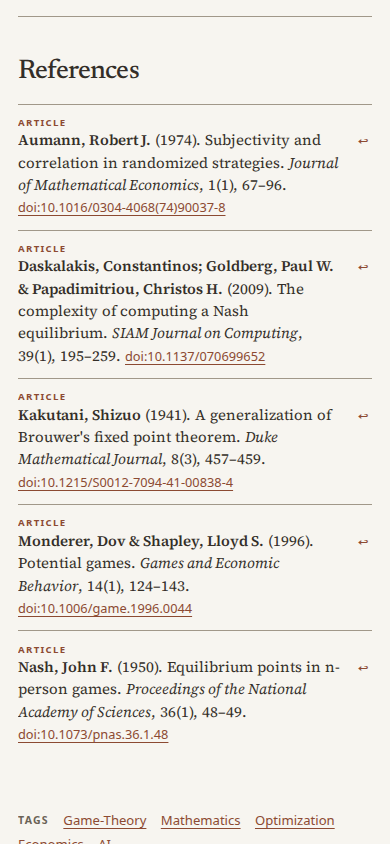 References
ARTICLE
Aumann, Robert J. (1974). Subjectivity and ↩
correlation in randomized strategies. Journal
of Mathematical Economics, 1(1), 67–96.
doi:10.1016/0304-4068(74)90037-8
ARTICLE
Daskalakis, Constantinos; Goldberg, Paul W. ↩
& Papadimitriou, Christos H. (2009). The
complexity of computing a Nash
equilibrium. SIAM Journal on Computing,
39(1), 195–259. doi:10.1137/070699652
ARTICLE
Kakutani, Shizuo (1941). A generalization of ↩
Brouwer's fixed point theorem. Duke
Mathematical Journal, 8(3), 457–459.
doi:10.1215/S0012-7094-41-00838-4
ARTICLE
Monderer, Dov & Shapley, Lloyd S. (1996). ↩
Potential games. Games and Economic
Behavior, 14(1), 124–143.
doi:10.1006/game.1996.0044
ARTICLE
Nash, John F. (1950). Equilibrium points in n- ↩
person games. Proceedings of the National
Academy of Sciences, 36(1), 48–49.
doi:10.1073/pnas.36.1.48
TAGS Game-Theory Mathematics Optimization
Economics AI